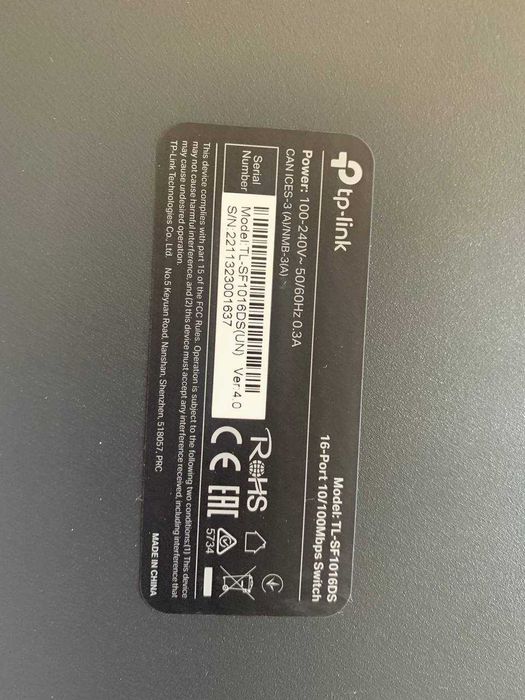 tp-link
Model: TL-SF1016DS
16-Port 10/100Mbps Switch
Power: 100-240V~ 50/60Hz 0.3A
CAN ICES-3 (A)/NMB-3(A)
Serial
Number
Model:TL-SF1016DS(UN) Ver:4.0
S/N:2211323001637
RoHS
CE EAC 5734
This device complies with part 15 of the FCC Rules. Operation is subject to the following two conditions:(1) This device
may not cause harmful interference, and (2) this device must accept any interference received, including interference that
may cause undesired operation.
TP-Link Technologies Co., Ltd. No.5 Keyuan Road, Nanshan, Shenzhen, 518057, PRC
MADE IN CHINA